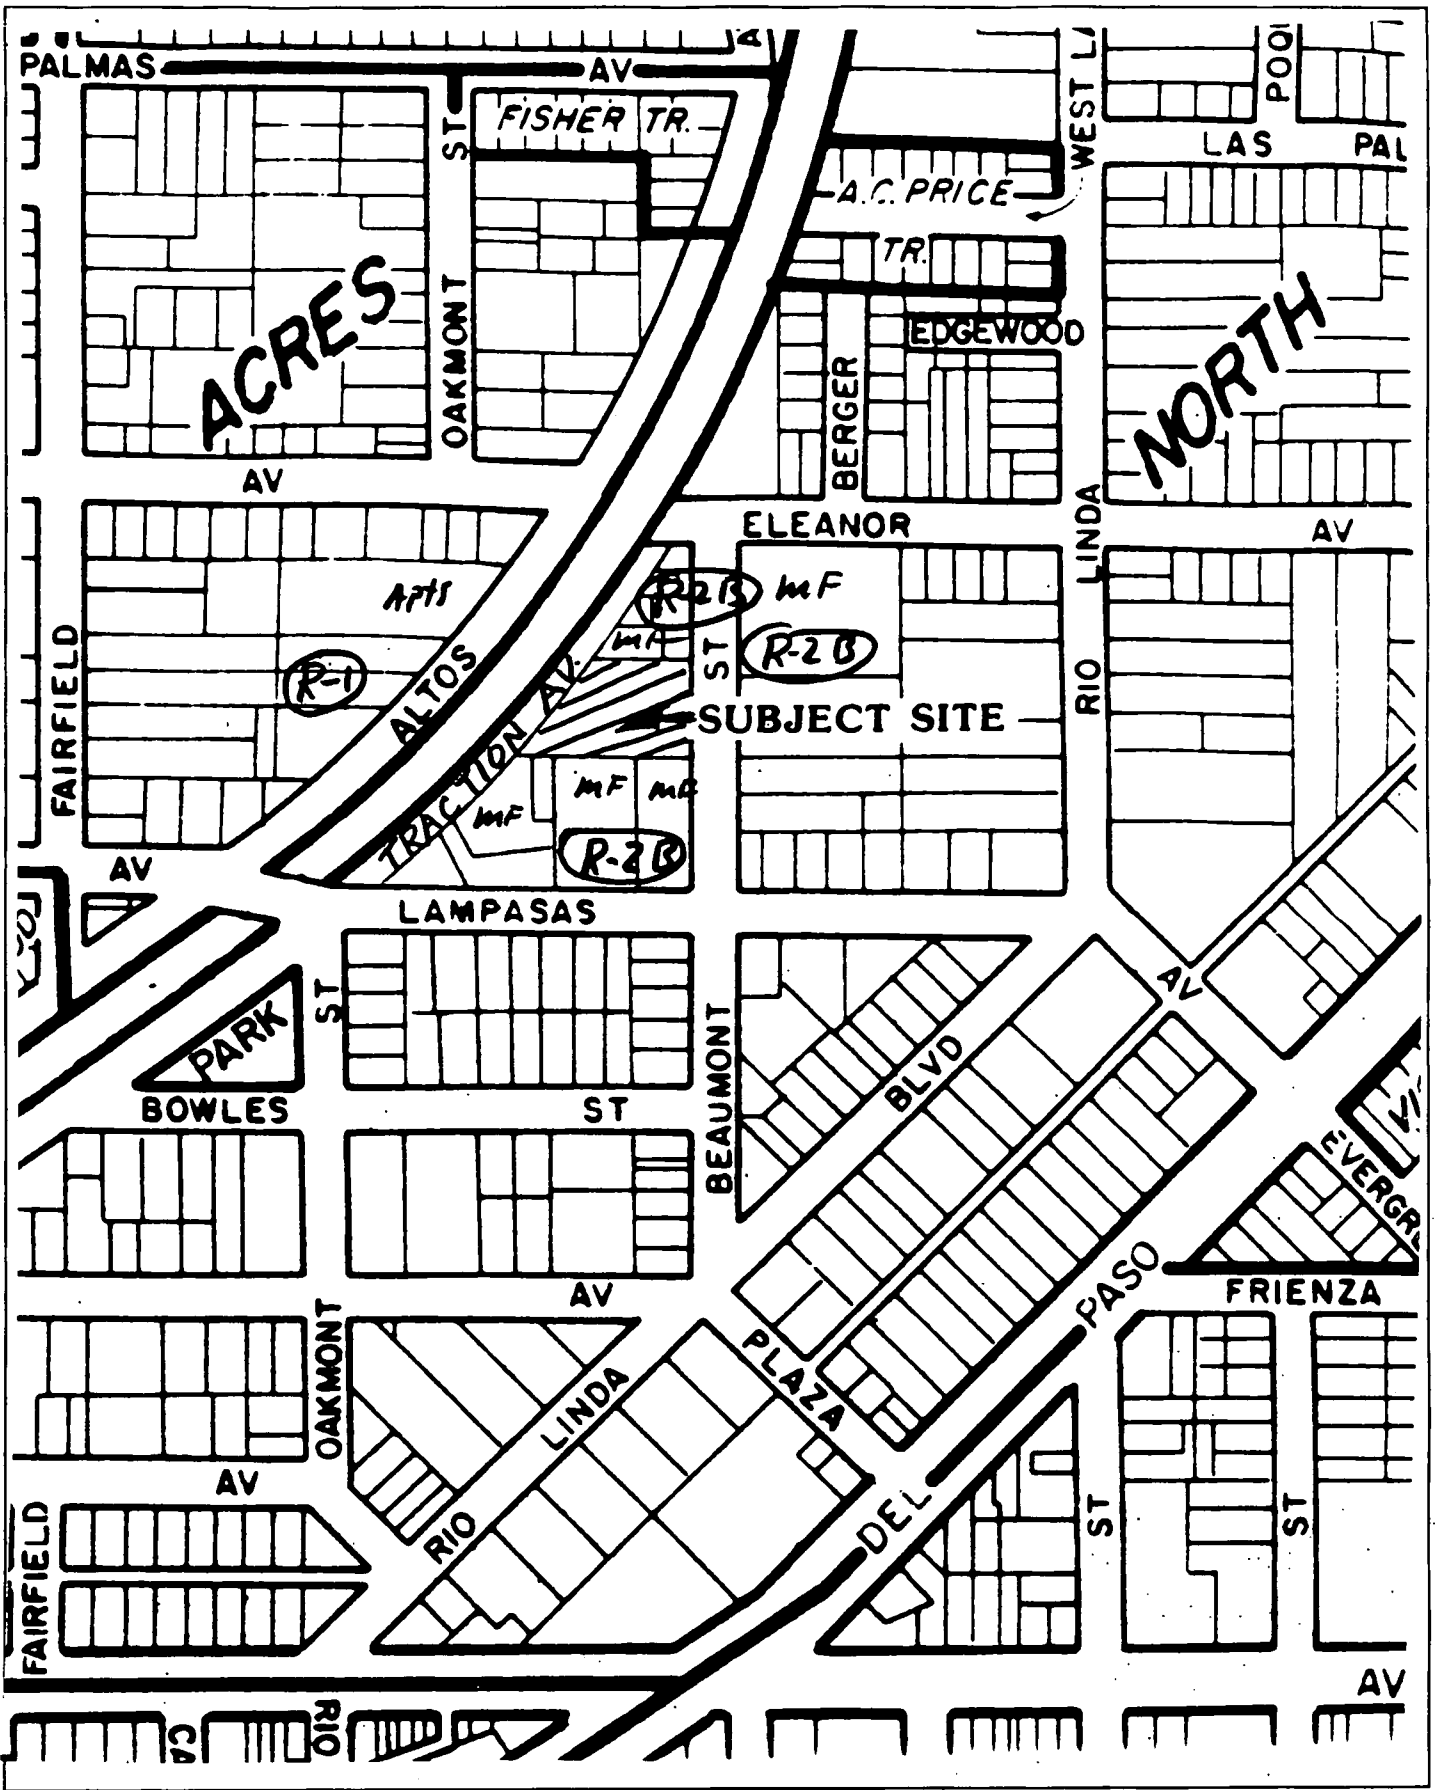 PALMAS AV
FISHER TR.
ST
WEST
LAS
A.C. PRICE
TR.
OAKMONT
ACRES
EDGEWOOD
BERGER
NORTH
AV
ELEANOR
AV
LINDA
Apts
R-2B
MF
MF
R-2B
R-1
ST
RIO
FAIRFIELD
ALTOS
TRACTION AV.
SUBJECT SITE
MF
MF
MF
R-2B
AV
LAMPASAS
AV
ST
PARK
BLVD
BEAUMONT
BOWLES
ST
PASO
FRIENZA
AV
OAKMONT
PLAZA
LINDA
AV
RIO
DEL
ST
ST
FAIRFIELD
AV
RIO